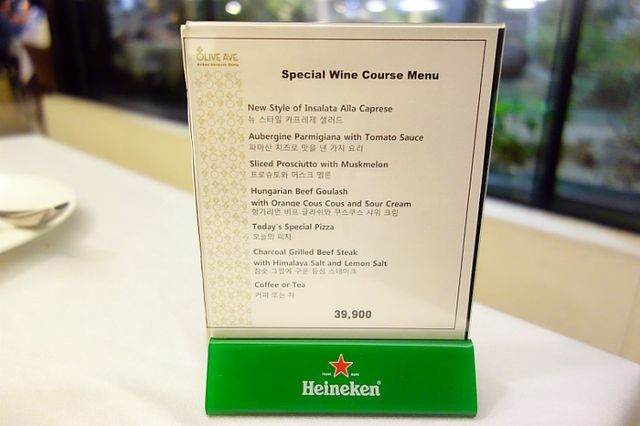 OLIVE AVE
Special Wine Course Menu
New Style of Insalata Alla Caprese
뉴 스타일 카프레제 샐러드
Aubergine Parmigiana with Tomato Sauce
파마산 치즈로 맛을 낸 가지 요리
Sliced Prosciutto with Muskmelon
프로슈토와 머스크 멜론
Hungarian Beef Goulash
with Orange Cous Cous and Sour Cream
헝가리안 비프 굴라쉬와 쿠스쿠스 샤워 크림
Today's Special Pizza
오늘의 피자
Charcoal Grilled Beef Steak
with Himalaya Salt and Lemon Salt
참숯 그릴에 구운 등심 스테이크
Coffee or Tea
커피 또는 차
39,900
TRADE MARK
Heineken